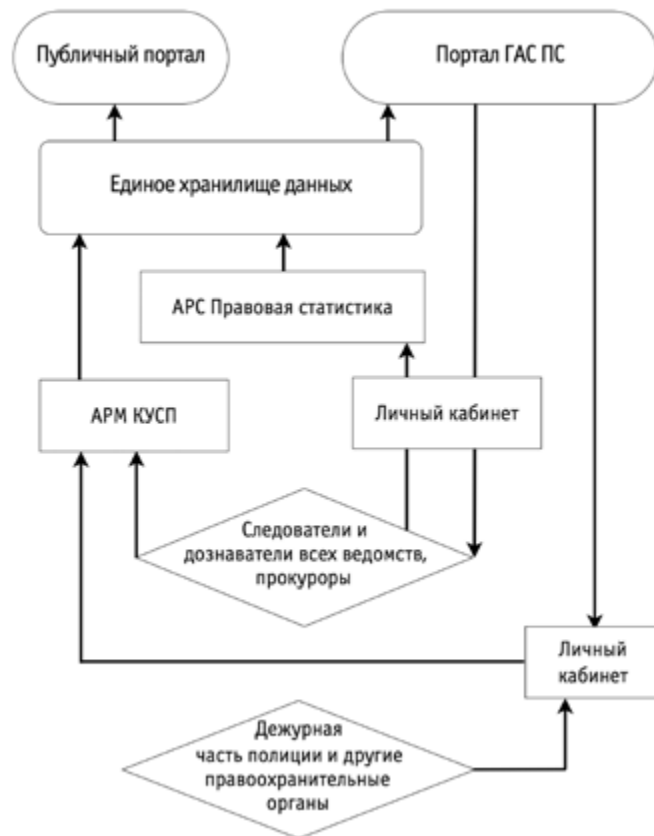 Публичный портал
Портал ГАС ПС
Единое хранилище данных
АРС Правовая статистика
АРМ КУСП
Личный кабинет
Следователи и
дознаватели всех ведомств,
прокуроры
Личный
кабинет
Дежурная
часть полиции и другие
правоохранительные
органы